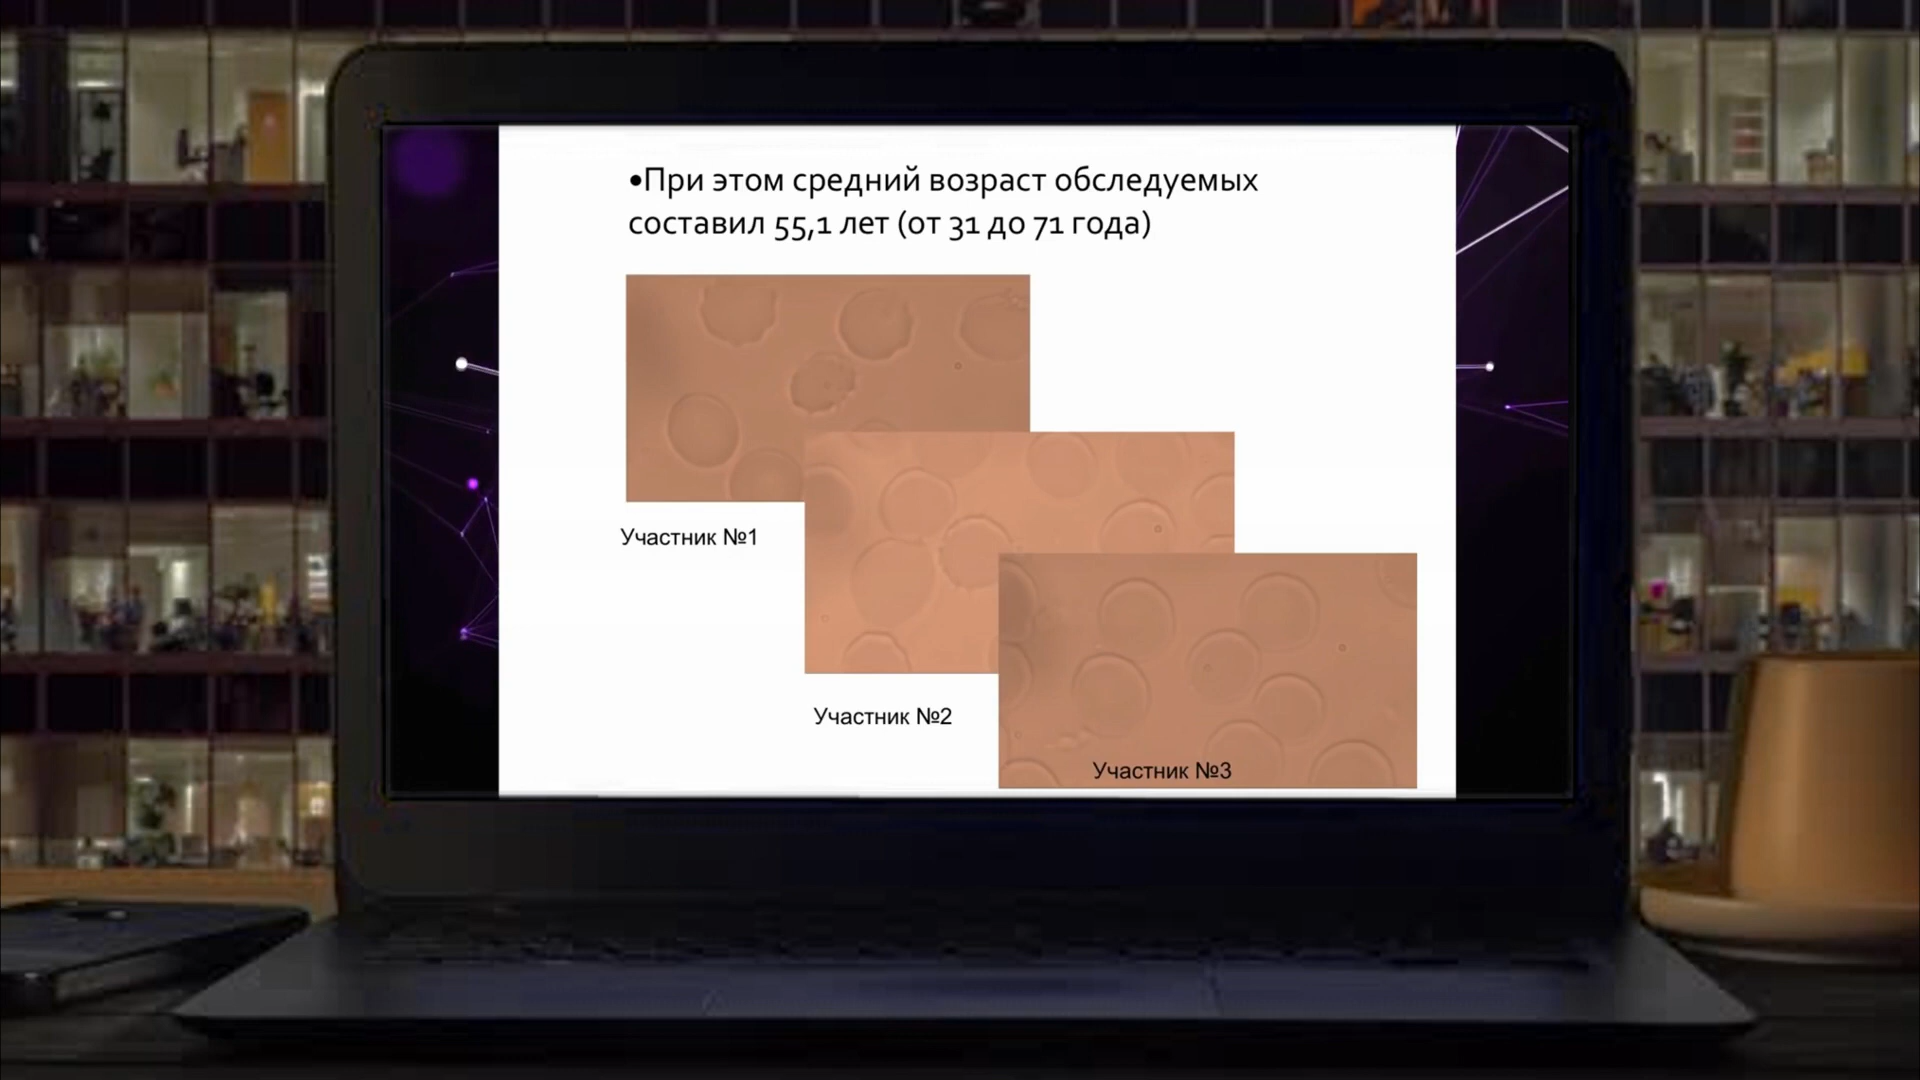 •При этом средний возраст обследуемых
составил 55,1 лет (от 31 до 71 года)
Участник №1
Участник №2
Участник №3